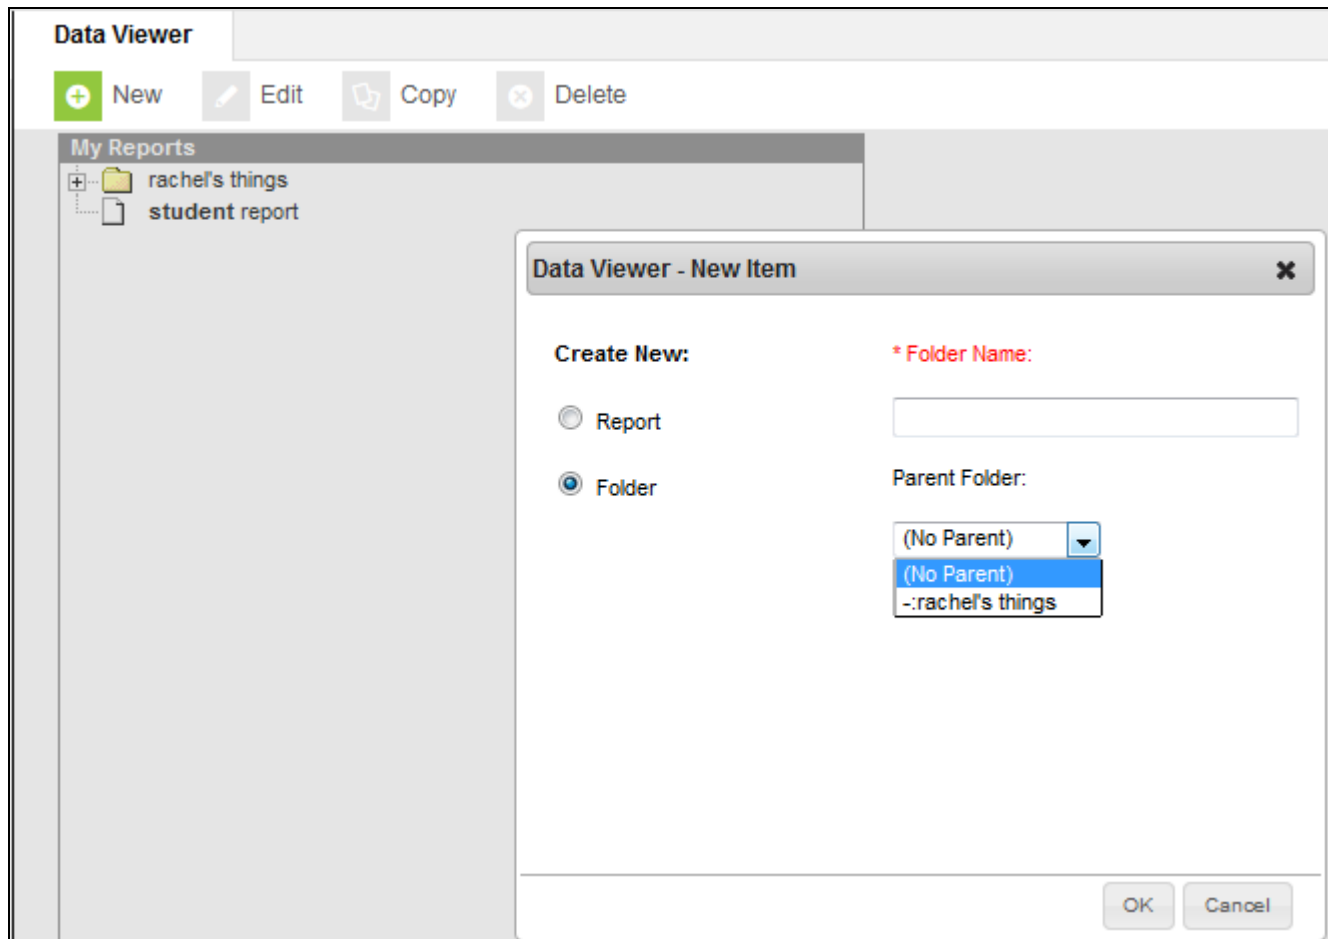 Data Viewer
New Edit Copy Delete
My Reports
rachel's things
student report
Data Viewer - New Item
Create New: * Folder Name:
Report
Folder Parent Folder:
(No Parent)
(No Parent)
-:rachel's things
OK Cancel